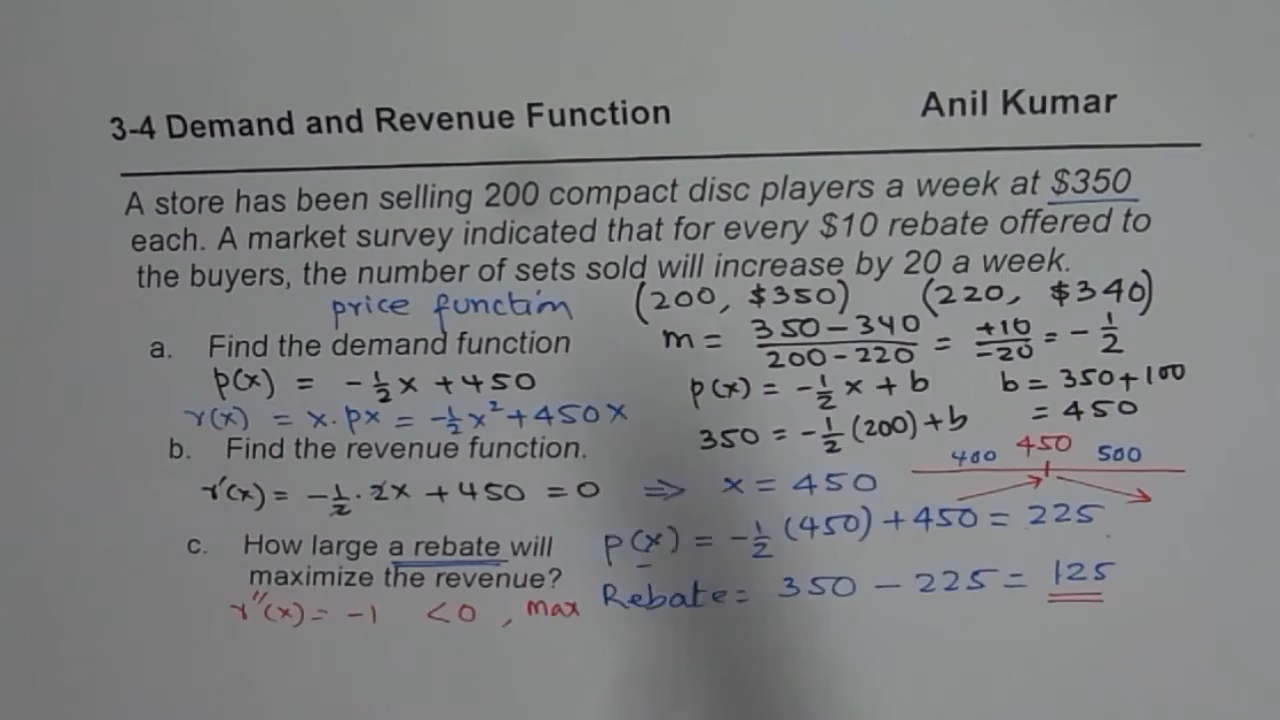 3-4 Demand and Revenue Function Anil Kumar
A store has been selling 200 compact disc players a week at $350
each. A market survey indicated that for every $10 rebate offered to
the buyers, the number of sets sold will increase by 20 a week.
price function (200, $350) (220, $340)
a. Find the demand function m = 350-340 / 200-220 = +10 / -20 = -1/2
p(x) = -1/2 x + 450 p(x) = -1/2 x + b b = 350+100
r(x) = x. px = -1/2 x² + 450x 350 = -1/2 (200) + b = 450
b. Find the revenue function. 400 450 500
r'(x) = -1/2 . 2x + 450 = 0 ⇒ x = 450
c. How large a rebate will p(x) = -1/2 (450) + 450 = 225
maximize the revenue? Rebate = 350 - 225 = 125
r''(x) = -1 < 0 , max